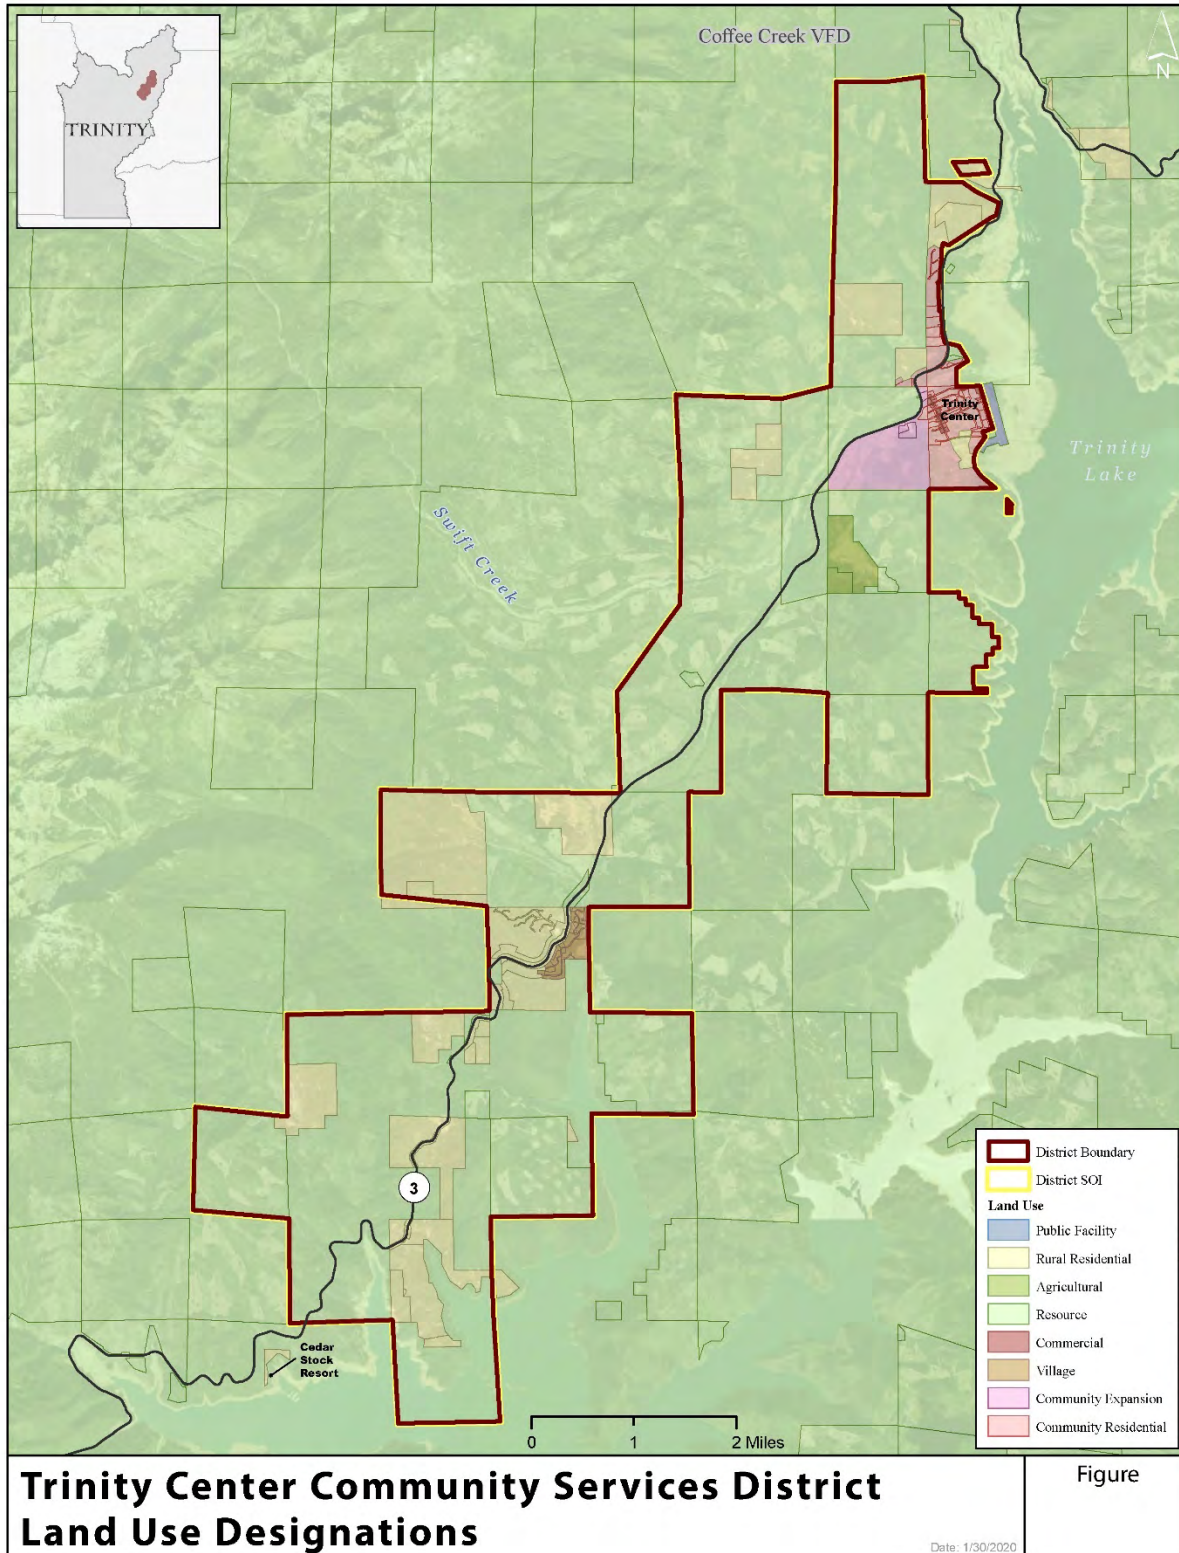 Coffee Creek VFD
N
TRINITY
Trinity
Center
Trinity
Lake
Swift Creek
3
Cedar
Stock
Resort
0 1 2 Miles
District Boundary
District SOI
Land Use
Public Facility
Rural Residential
Agricultural
Resource
Commercial
Village
Community Expansion
Community Residential
Trinity Center Community Services District
Land Use Designations
Figure
Date: 1/30/2020